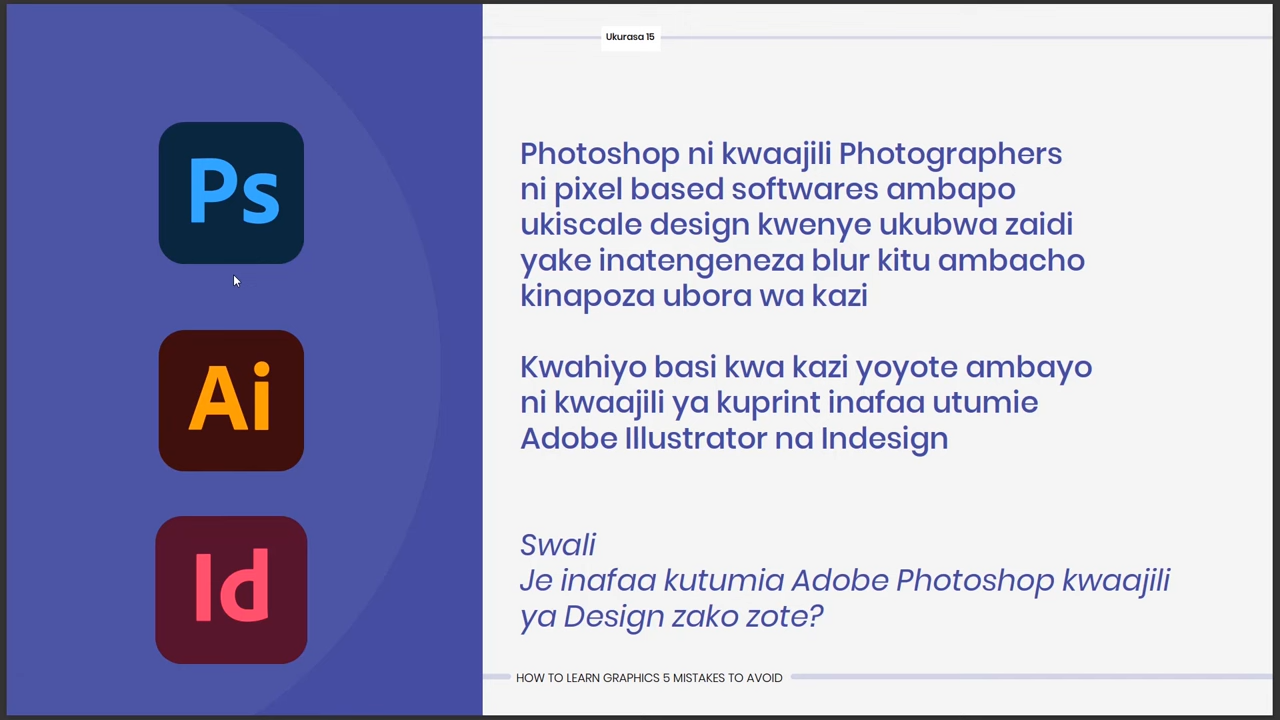 Ukurasa 15
Ps
Ai
Id
Photoshop ni kwaajili Photographers
ni pixel based softwares ambapo
ukiscale design kwenye ukubwa zaidi
yake inatengeneza blur kitu ambacho
kinapoza ubora wa kazi
Kwahiyo basi kwa kazi yoyote ambayo
ni kwaajili ya kuprint inafaa utumie
Adobe Illustrator na Indesign
Swali
Je inafaa kutumia Adobe Photoshop kwaajili
ya Design zako zote?
HOW TO LEARN GRAPHICS 5 MISTAKES TO AVOID